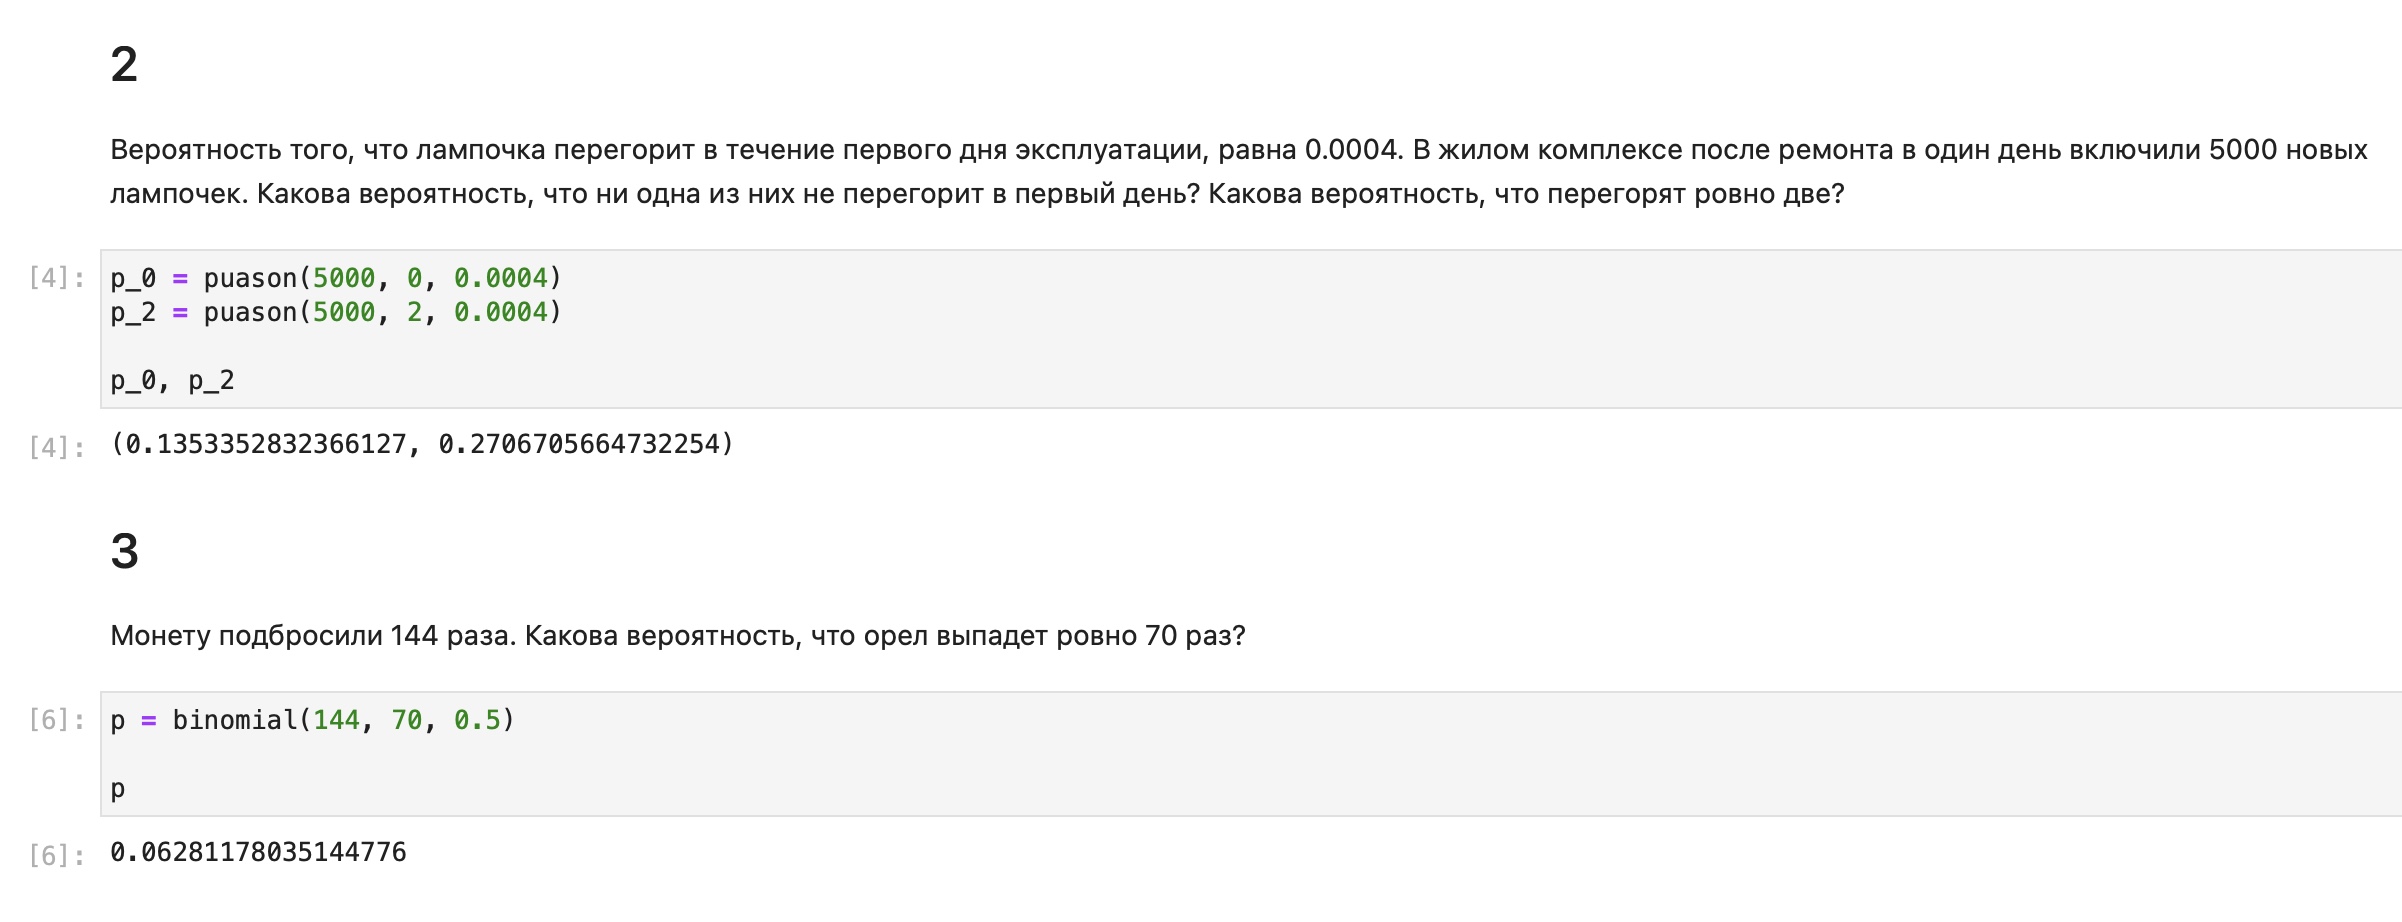 2
Вероятность того, что лампочка перегорит в течение первого дня эксплуатации, равна 0.0004. В жилом комплексе после ремонта в один день включили 5000 новых
лампочек. Какова вероятность, что ни одна из них не перегорит в первый день? Какова вероятность, что перегорят ровно две?
[4]: p_0 = puason(5000, 0, 0.0004)
p_2 = puason(5000, 2, 0.0004)
p_0, p_2
[4]: (0.1353352832366127, 0.2706705664732254)
3
Монету подбросили 144 раза. Какова вероятность, что орел выпадет ровно 70 раз?
[6]: p = binomial(144, 70, 0.5)
p
[6]: 0.06281178035144776